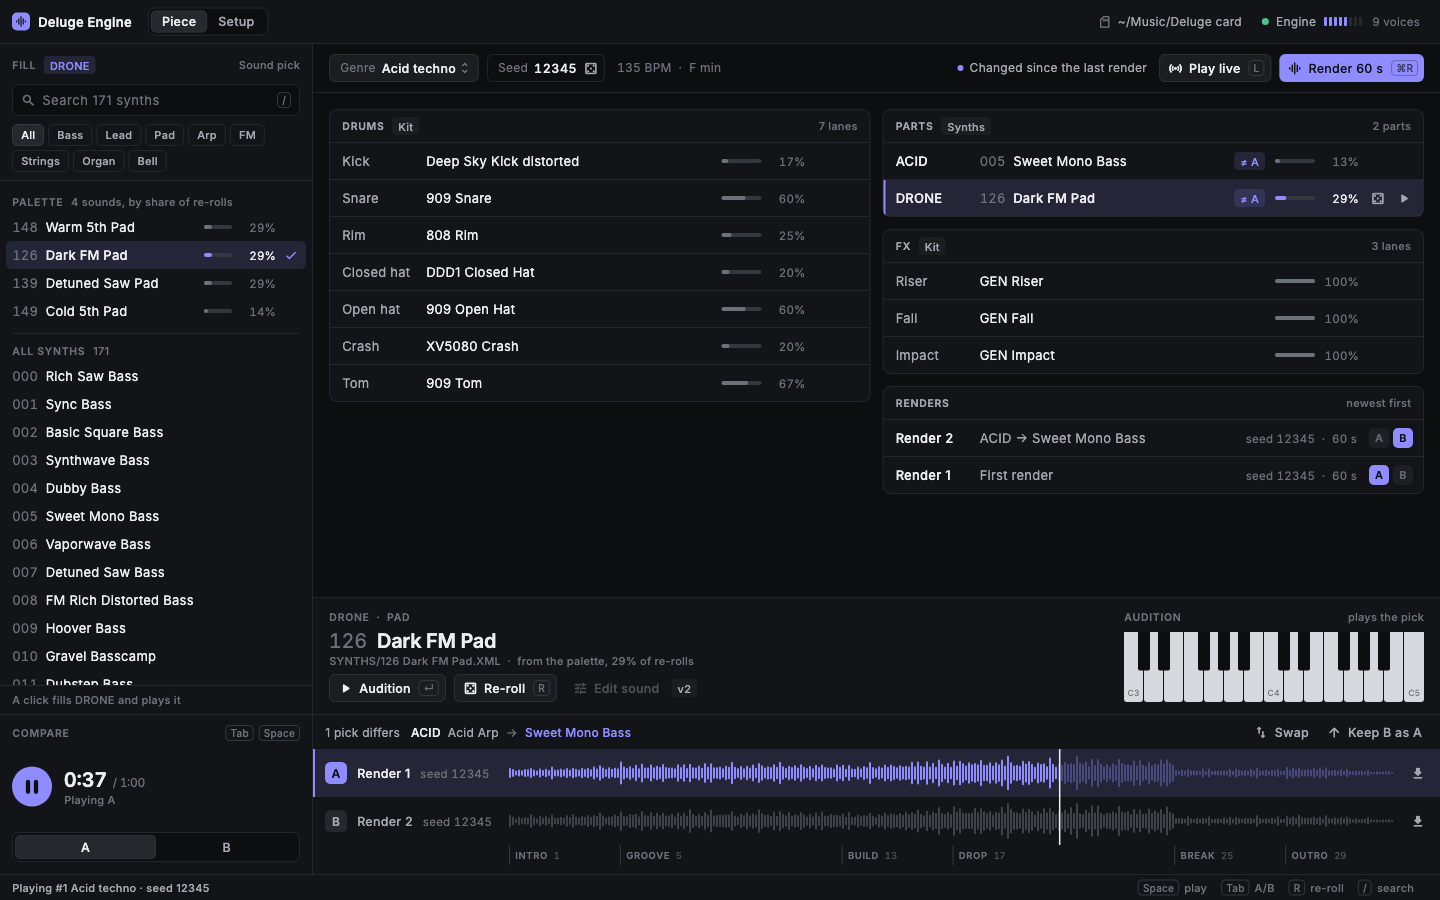 Deluge Engine
Piece
Setup
~/Music/Deluge card
Engine
9 voices
FILL DRONE
Sound pick
Search 171 synths /
All Bass Lead Pad Arp FM
Strings Organ Bell
PALETTE 4 sounds, by share of re-rolls
148 Warm 5th Pad 29%
126 Dark FM Pad 29%
139 Detuned Saw Pad 29%
149 Cold 5th Pad 14%
ALL SYNTHS 171
000 Rich Saw Bass
001 Sync Bass
002 Basic Square Bass
003 Synthwave Bass
004 Dubby Bass
005 Sweet Mono Bass
006 Vaporwave Bass
007 Detuned Saw Bass
008 FM Rich Distorted Bass
009 Hoover Bass
010 Gravel Basscamp
011 Dubstep Bass
A click fills DRONE and plays it
Genre Acid techno
Seed 12345
135 BPM · F min
Changed since the last render
Play live L
Render 60 s ⌘R
DRUMS Kit 7 lanes
Kick Deep Sky Kick distorted 17%
Snare 909 Snare 60%
Rim 808 Rim 25%
Closed hat DDD1 Closed Hat 20%
Open hat 909 Open Hat 60%
Crash XV5080 Crash 20%
Tom 909 Tom 67%
PARTS Synths 2 parts
ACID 005 Sweet Mono Bass ≠ A 13%
DRONE 126 Dark FM Pad ≠ A 29%
FX Kit 3 lanes
Riser GEN Riser 100%
Fall GEN Fall 100%
Impact GEN Impact 100%
RENDERS newest first
Render 2 ACID → Sweet Mono Bass seed 12345 · 60 s A B
Render 1 First render seed 12345 · 60 s A B
DRONE · PAD
126 Dark FM Pad
SYNTHS/126 Dark FM Pad.XML · from the palette, 29% of re-rolls
Audition ↵
Re-roll R
Edit sound v2
AUDITION plays the pick
C3 C4 C5
COMPARE Tab Space
0:37 / 1:00
Playing A
A B
1 pick differs ACID Acid Arp → Sweet Mono Bass
Swap
Keep B as A
A Render 1 seed 12345
B Render 2 seed 12345
INTRO 1 GROOVE 5 BUILD 13 DROP 17 BREAK 25 OUTRO 29
Playing #1 Acid techno · seed 12345
Space play Tab A/B R re-roll / search